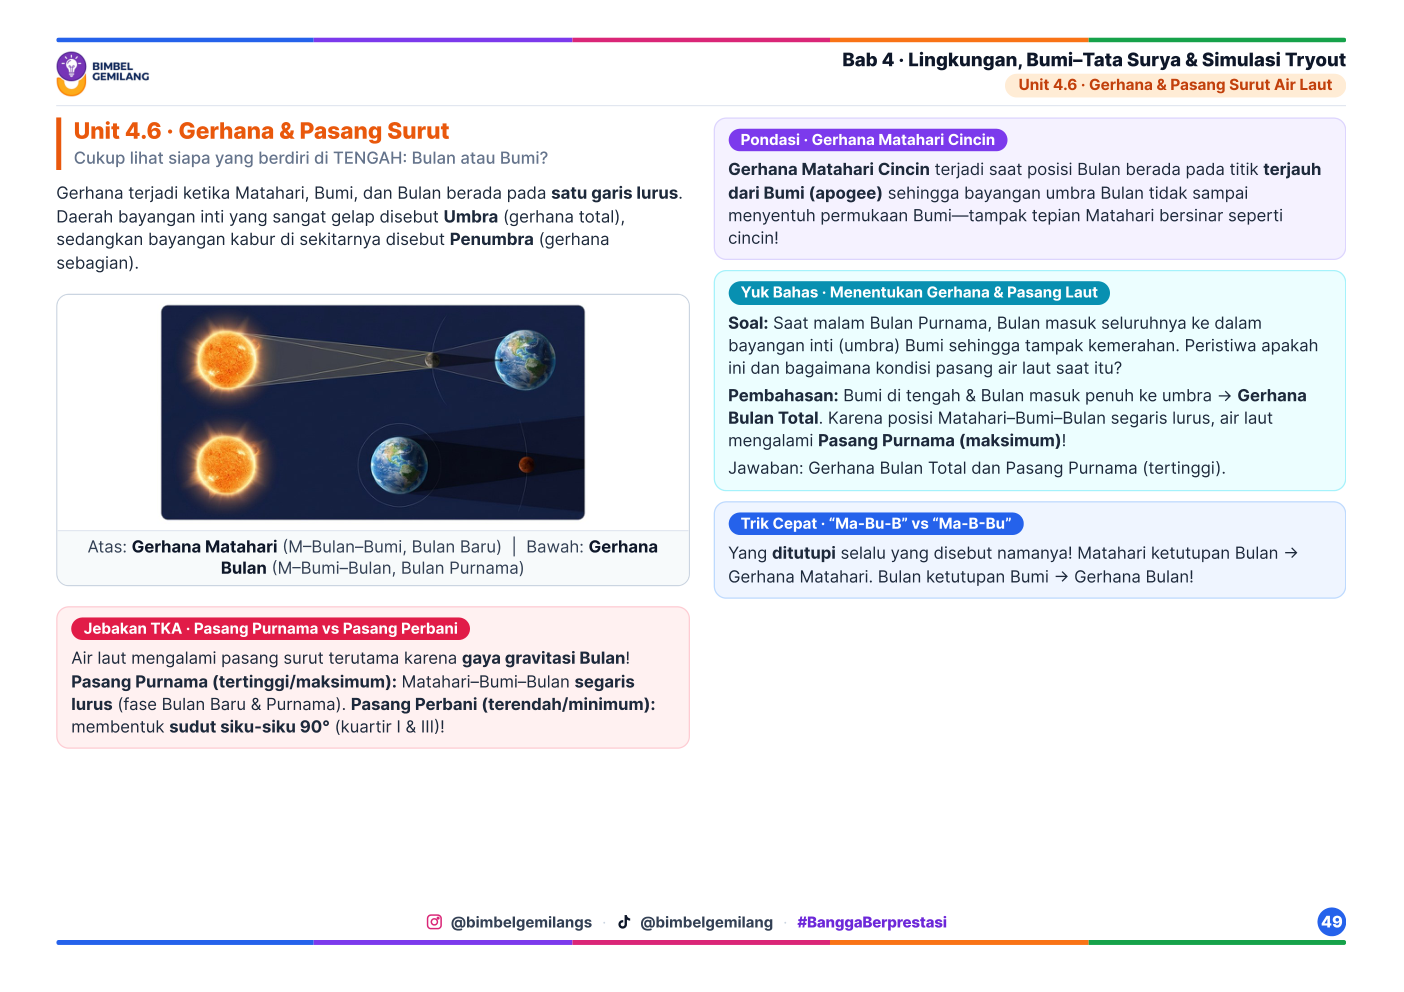 BIMBEL
GEMILANG
Bab 4 · Lingkungan, Bumi–Tata Surya & Simulasi Tryout
Unit 4.6 · Gerhana & Pasang Surut Air Laut
Unit 4.6 · Gerhana & Pasang Surut
Cukup lihat siapa yang berdiri di TENGAH: Bulan atau Bumi?
Gerhana terjadi ketika Matahari, Bumi, dan Bulan berada pada satu garis lurus.
Daerah bayangan inti yang sangat gelap disebut Umbra (gerhana total),
sedangkan bayangan kabur di sekitarnya disebut Penumbra (gerhana
sebagian).
Atas: Gerhana Matahari (M–Bulan–Bumi, Bulan Baru) | Bawah: Gerhana
Bulan (M–Bumi–Bulan, Bulan Purnama)
Jebakan TKA · Pasang Purnama vs Pasang Perbani
Air laut mengalami pasang surut terutama karena gaya gravitasi Bulan!
Pasang Purnama (tertinggi/maksimum): Matahari–Bumi–Bulan segaris
lurus (fase Bulan Baru & Purnama). Pasang Perbani (terendah/minimum):
membentuk sudut siku-siku 90° (kuartir I & III)!
Pondasi · Gerhana Matahari Cincin
Gerhana Matahari Cincin terjadi saat posisi Bulan berada pada titik terjauh
dari Bumi (apogee) sehingga bayangan umbra Bulan tidak sampai
menyentuh permukaan Bumi—tampak tepian Matahari bersinar seperti
cincin!
Yuk Bahas · Menentukan Gerhana & Pasang Laut
Soal: Saat malam Bulan Purnama, Bulan masuk seluruhnya ke dalam
bayangan inti (umbra) Bumi sehingga tampak kemerahan. Peristiwa apakah
ini dan bagaimana kondisi pasang air laut saat itu?
Pembahasan: Bumi di tengah & Bulan masuk penuh ke umbra → Gerhana
Bulan Total. Karena posisi Matahari–Bumi–Bulan segaris lurus, air laut
mengalami Pasang Purnama (maksimum)!
Jawaban: Gerhana Bulan Total dan Pasang Purnama (tertinggi).
Trik Cepat · “Ma-Bu-B” vs “Ma-B-Bu”
Yang ditutupi selalu yang disebut namanya! Matahari ketutupan Bulan →
Gerhana Matahari. Bulan ketutupan Bumi → Gerhana Bulan!
@bimbelgemilangs · @bimbelgemilang · #BanggaBerprestasi
49